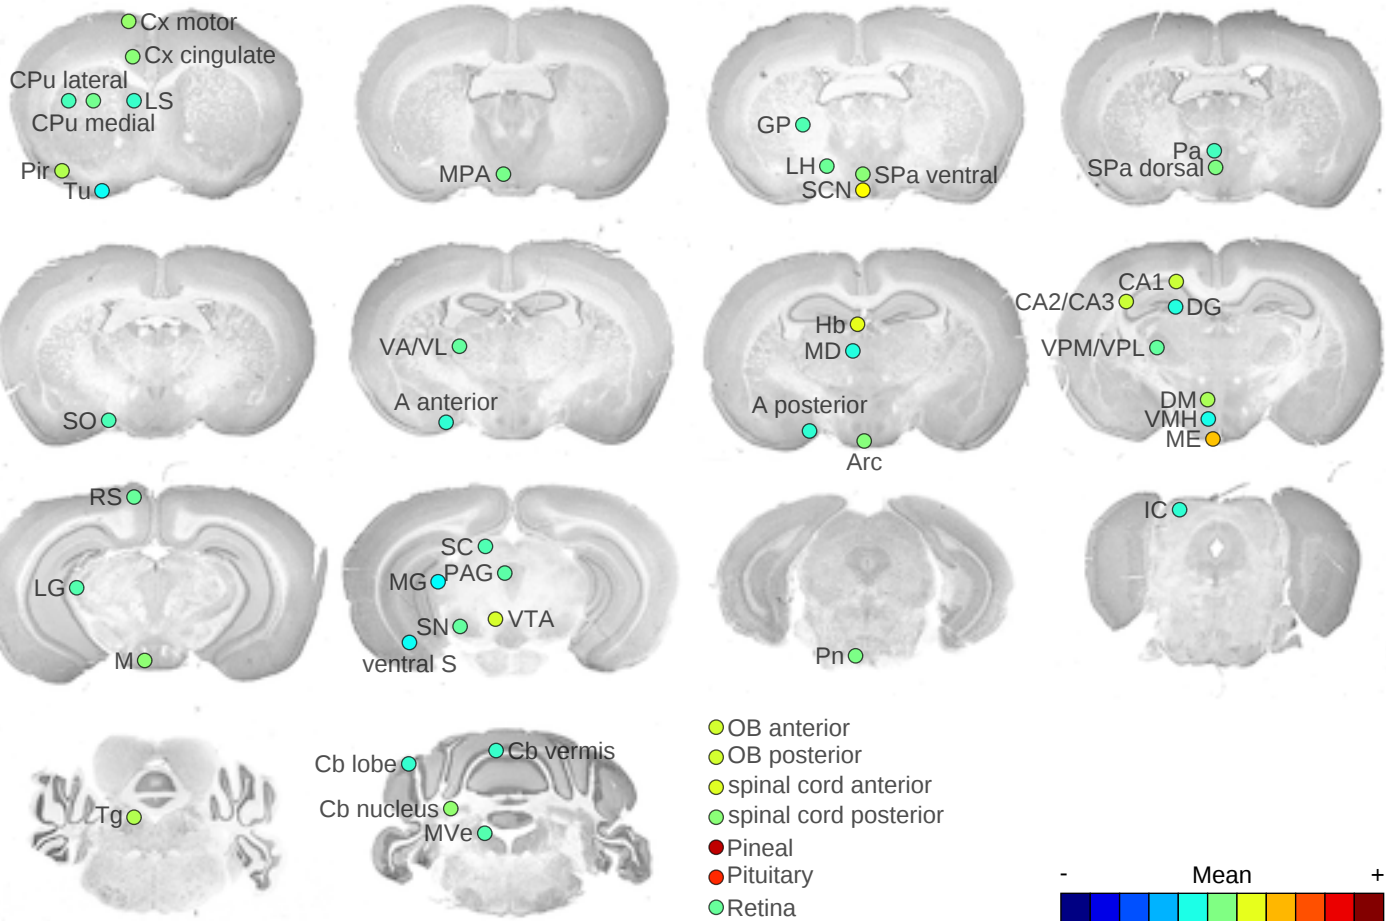 Cx motor
Cx cingulate
CPu lateral
LS
CPu medial
Pir
Tu
MPA
GP
LH
SPa ventral
SCN
Pa
SPa dorsal
SO
VA/VL
A anterior
Hb
MD
A posterior
Arc
CA1
CA2/CA3
DG
VPM/VPL
DM
VMH
ME
RS
LG
M
SC
MG
PAG
SN
VTA
ventral S
Pn
IC
Tg
Cb lobe
Cb vermis
Cb nucleus
MVe
OB anterior
OB posterior
spinal cord anterior
spinal cord posterior
Pineal
Pituitary
Retina
- Mean +